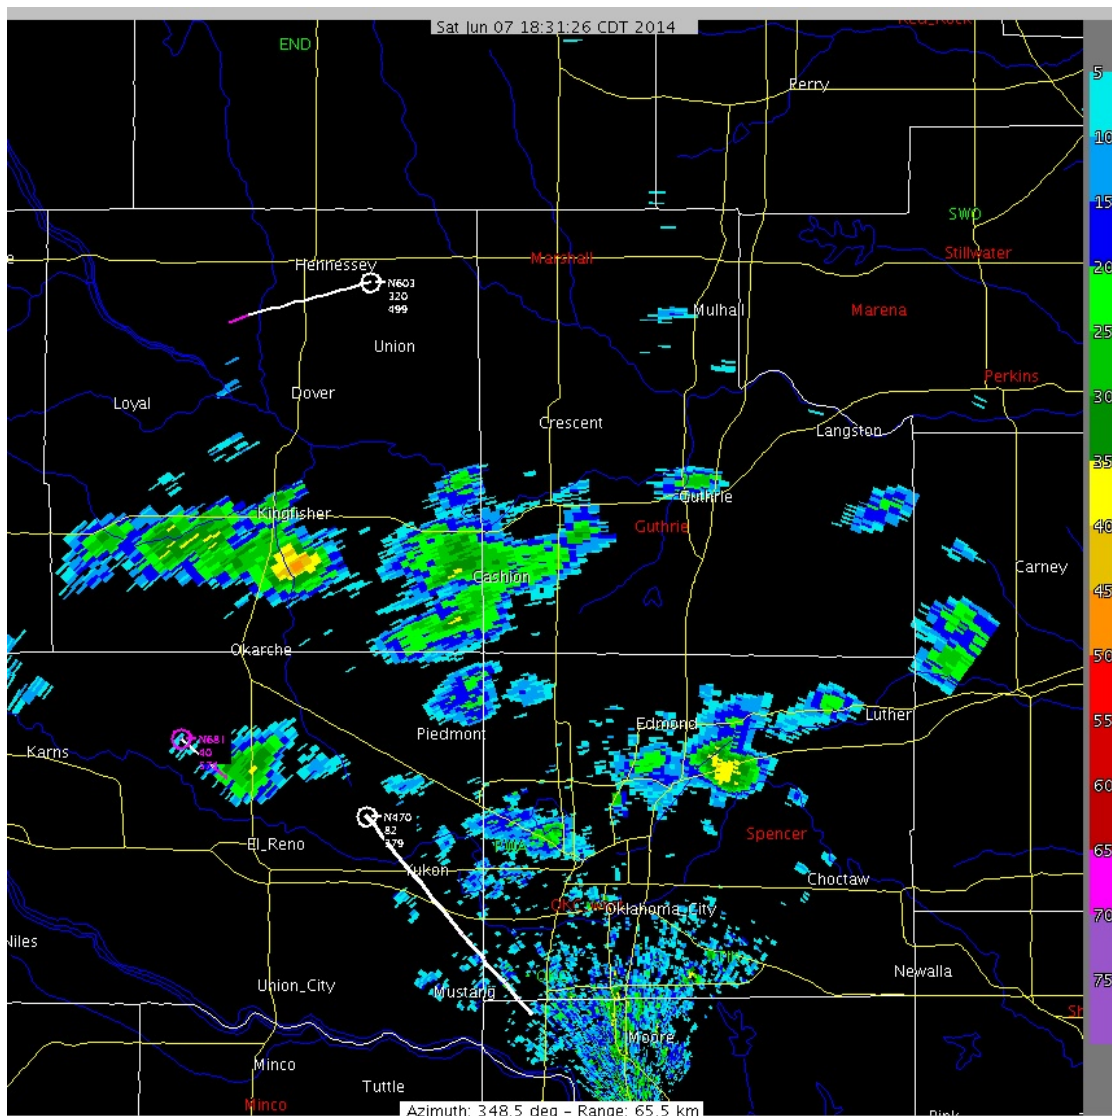 Sat Jun 07 18:31:26 CDT 2014
Red_Rock
END
5
Perry
10
15
SWO
20
Stillwater
Marshall
Hennessey
25
N603
320
499
Mulhall
Marena
30
Union
Perkins
Dover
Loyal
Crescent
Langston
35
Guthrie
Kingfisher
Guthrie
40
Carney
Cashion
45
Okarche
50
Luther
Edmond
55
Piedmont
N681
40
Karns
60
N470
82
379
Spencer
El_Reno
65
Yukon
Choctaw
Oklahoma_City
70
Niles
Newalla
75
Union_City
Mustang
Moore
Minco
Tuttle
Minco
Azimuth: 348.5 deg – Range: 65.5 km